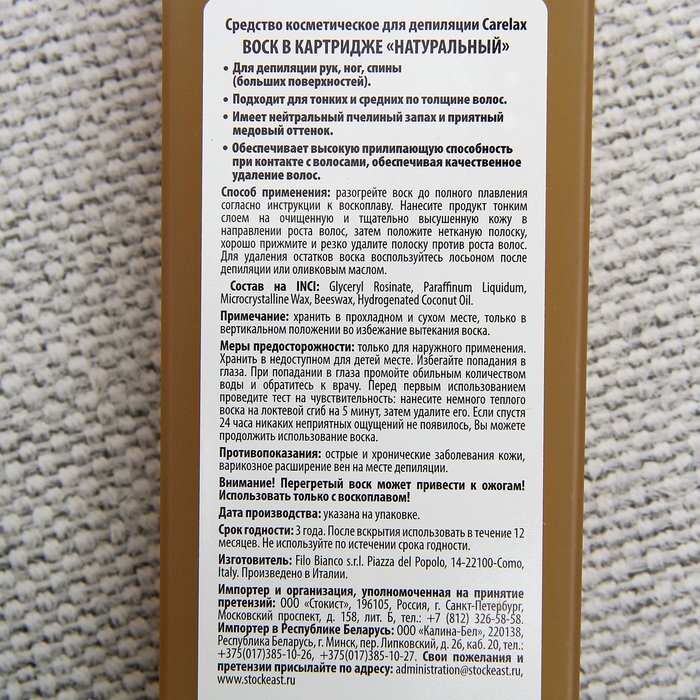 Средство косметическое для депиляции Carelax
ВОСК В КАРТРИДЖЕ «НАТУРАЛЬНЫЙ»
• Для депиляции рук, ног, спины
(больших поверхностей).
• Подходит для тонких и средних по толщине волос.
• Имеет нейтральный пчелиный запах и приятный
медовый оттенок.
• Обеспечивает высокую прилипающую способность
при контакте с волосами, обеспечивая качественное
удаление волос.
Способ применения: разогрейте воск до полного плавления
согласно инструкции к воскоплаву. Нанесите продукт тонким
слоем на очищенную и тщательно высушенную кожу в
направлении роста волос, затем положите нетканую полоску,
хорошо прижмите и резко удалите полоску против роста волос.
Для удаления остатков воска воспользуйтесь лосьоном после
депиляции или оливковым маслом.
Состав на INCI: Glyceryl Rosinate, Paraffinum Liquidum,
Microcrystalline Wax, Beeswax, Hydrogenated Coconut Oil.
Примечание: хранить в прохладном и сухом месте, только в
вертикальном положении во избежание вытекания воска.
Меры предосторожности: только для наружного применения.
Хранить в недоступном для детей месте. Избегайте попадания в
глаза. При попадании в глаза промойте обильным количеством
воды и обратитесь к врачу. Перед первым использованием
проведите тест на чувствительность: нанесите немного теплого
воска на локтевой сгиб на 5 минут, затем удалите его. Если спустя
24 часа никаких неприятных ощущений не появилось, Вы можете
продолжить использование воска.
Противопоказания: острые и хронические заболевания кожи,
варикозное расширение вен на месте депиляции.
Внимание! Перегретый воск может привести к ожогам!
Использовать только с воскоплавом!
Дата производства: указана на упаковке.
Срок годности: 3 года. После вскрытия использовать в течение 12
месяцев. Не используйте по истечении срока годности.
Изготовитель: Filo Bianco s.r.l. Piazza del Popolo, 14-22100-Como,
Italy. Произведено в Италии.
Импортер и организация, уполномоченная на принятие
претензий: ООО «Стокист», 196105, Россия, г. Санкт-Петербург,
Московский проспект, д. 158, лит. Б, тел.: +7 (812) 326-58-58.
Импортер в Республике Беларусь: ООО «Калина-Бел», 220138,
Республика Беларусь, г. Минск, пер. Липковский, д. 26, каб. 20, тел.:
+375(017)385-10-26, +375(017)385-10-27. Свои пожелания и
претензии присылайте по адресу: administration@stockeast.ru,
www.stockeast.ru